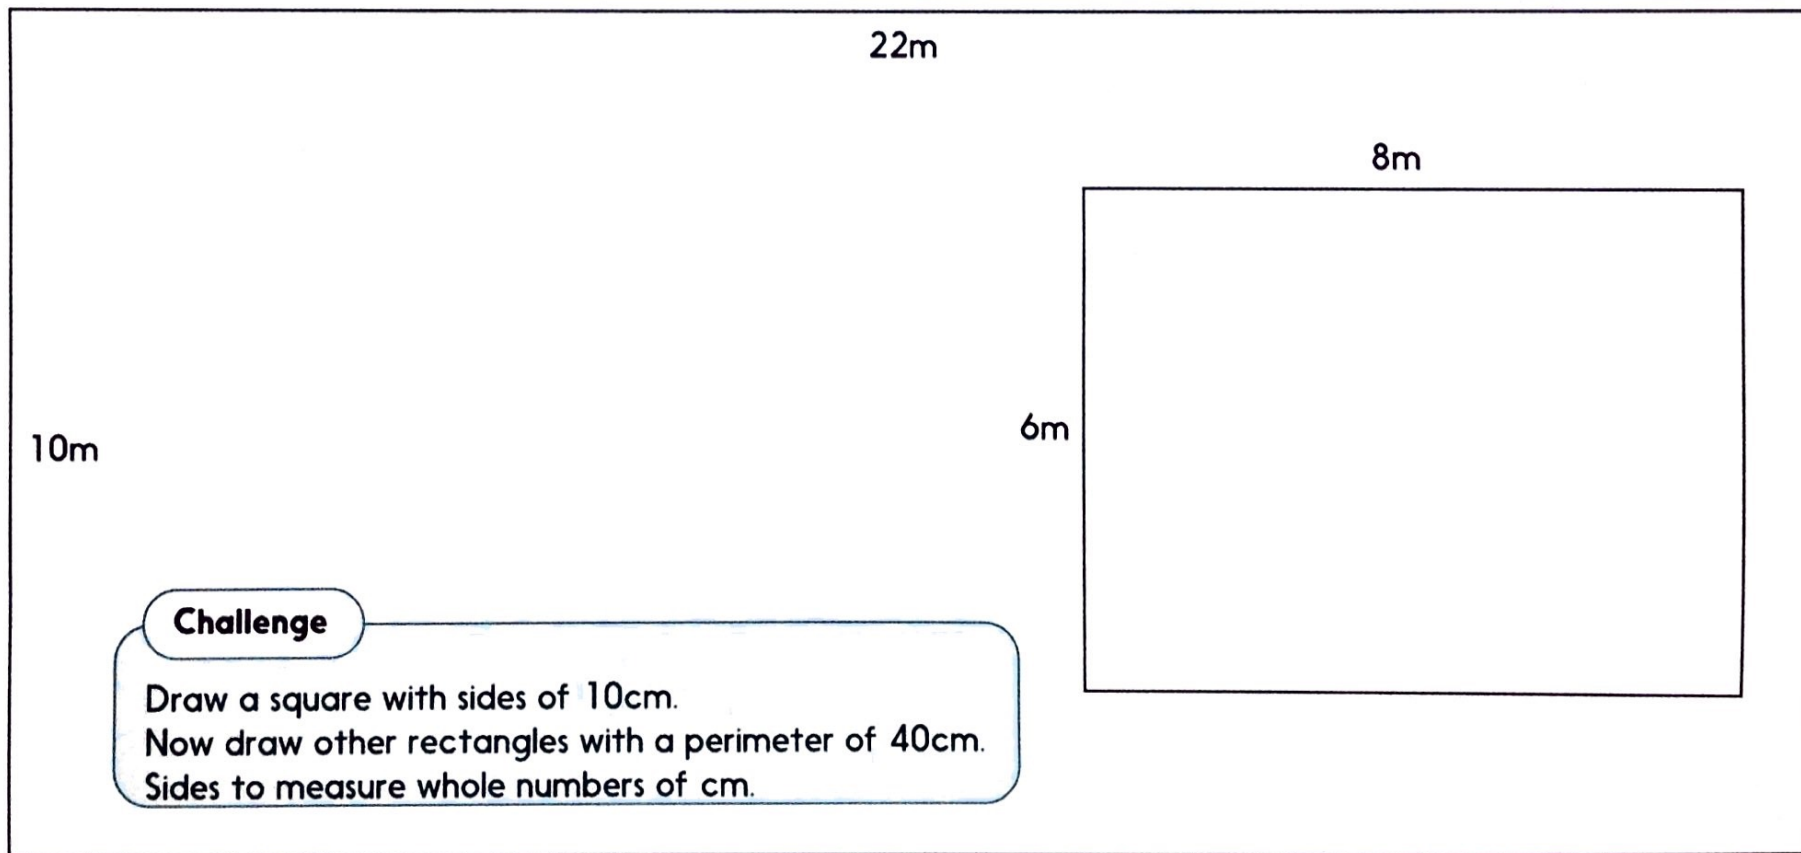 22m
8m
6m
10m
Challenge
Draw a square with sides of 10cm.
Now draw other rectangles with a perimeter of 40cm.
Sides to measure whole numbers of cm.